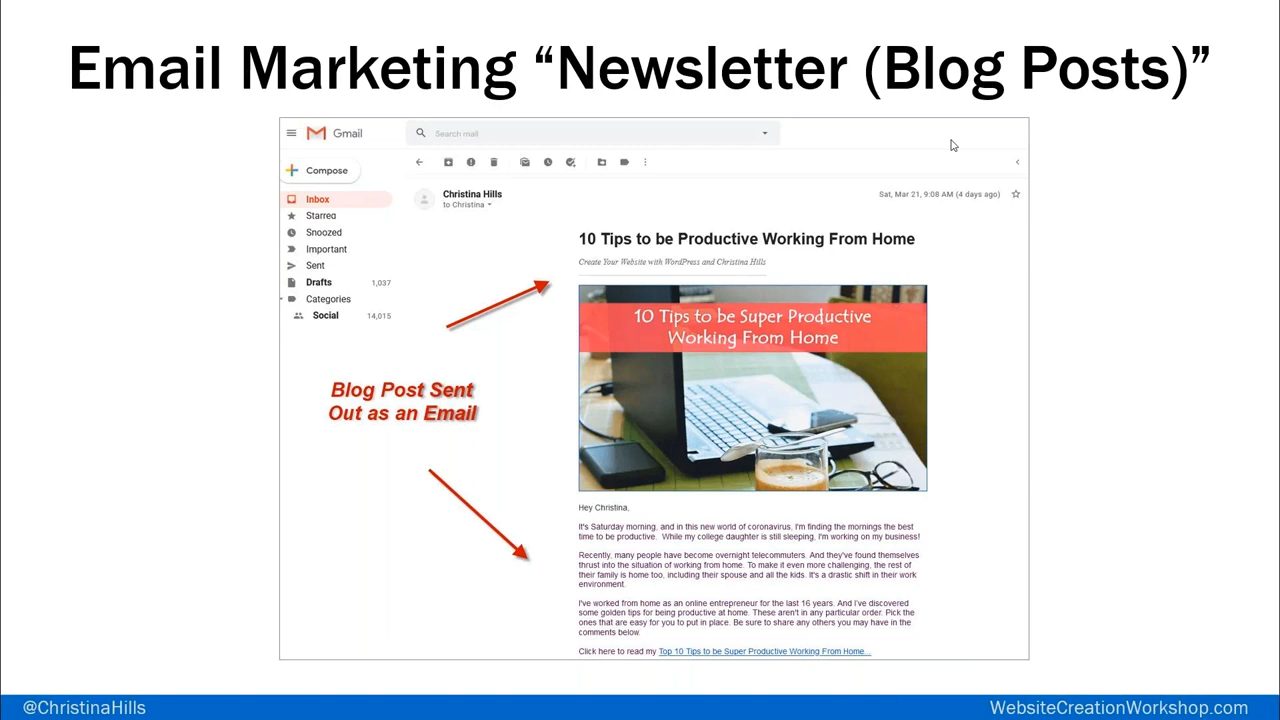 Email Marketing “Newsletter (Blog Posts)”
Gmail
Search mail
Compose
Inbox
Starred
Snoozed
Important
Sent
Drafts 1,037
Categories
Social 14,015
Christina Hills
to Christina
Sat, Mar 21, 9:08 AM (4 days ago)
10 Tips to be Productive Working From Home
Create Your Website with WordPress and Christina Hills
10 Tips to be Super Productive
Working From Home
Blog Post Sent
Out as an Email
Hey Christina,
It's Saturday morning, and in this new world of coronavirus, I'm finding the mornings the best
time to be productive. While my college daughter is still sleeping, I'm working on my business!
Recently, many people have become overnight telecommuters. And they've found themselves
thrust into the situation of working from home. To make it even more challenging, the rest of
their family is home too, including their spouse and all the kids. It's a drastic shift in their work
environment.
I've worked from home as an online entrepreneur for the last 16 years. And I've discovered
some golden tips for being productive at home. These aren't in any particular order. Pick the
ones that are easy for you to put in place. Be sure to share any others you may have in the
comments below.
Click here to read my Top 10 Tips to be Super Productive Working From Home...
@ChristinaHills
WebsiteCreationWorkshop.com